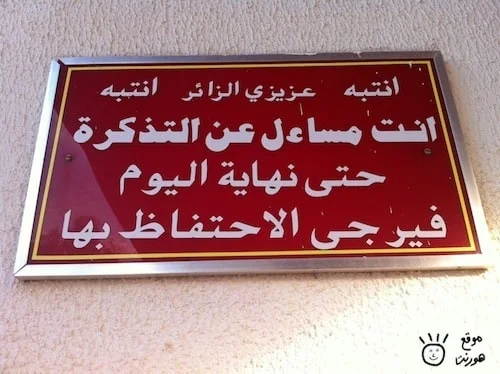 انتبه عزيزي الزائر انتبه
انت مساءل عن التذكرة
حتى نهاية اليوم
فيرجى الاحتفاظ بها
موقع
هورنتا